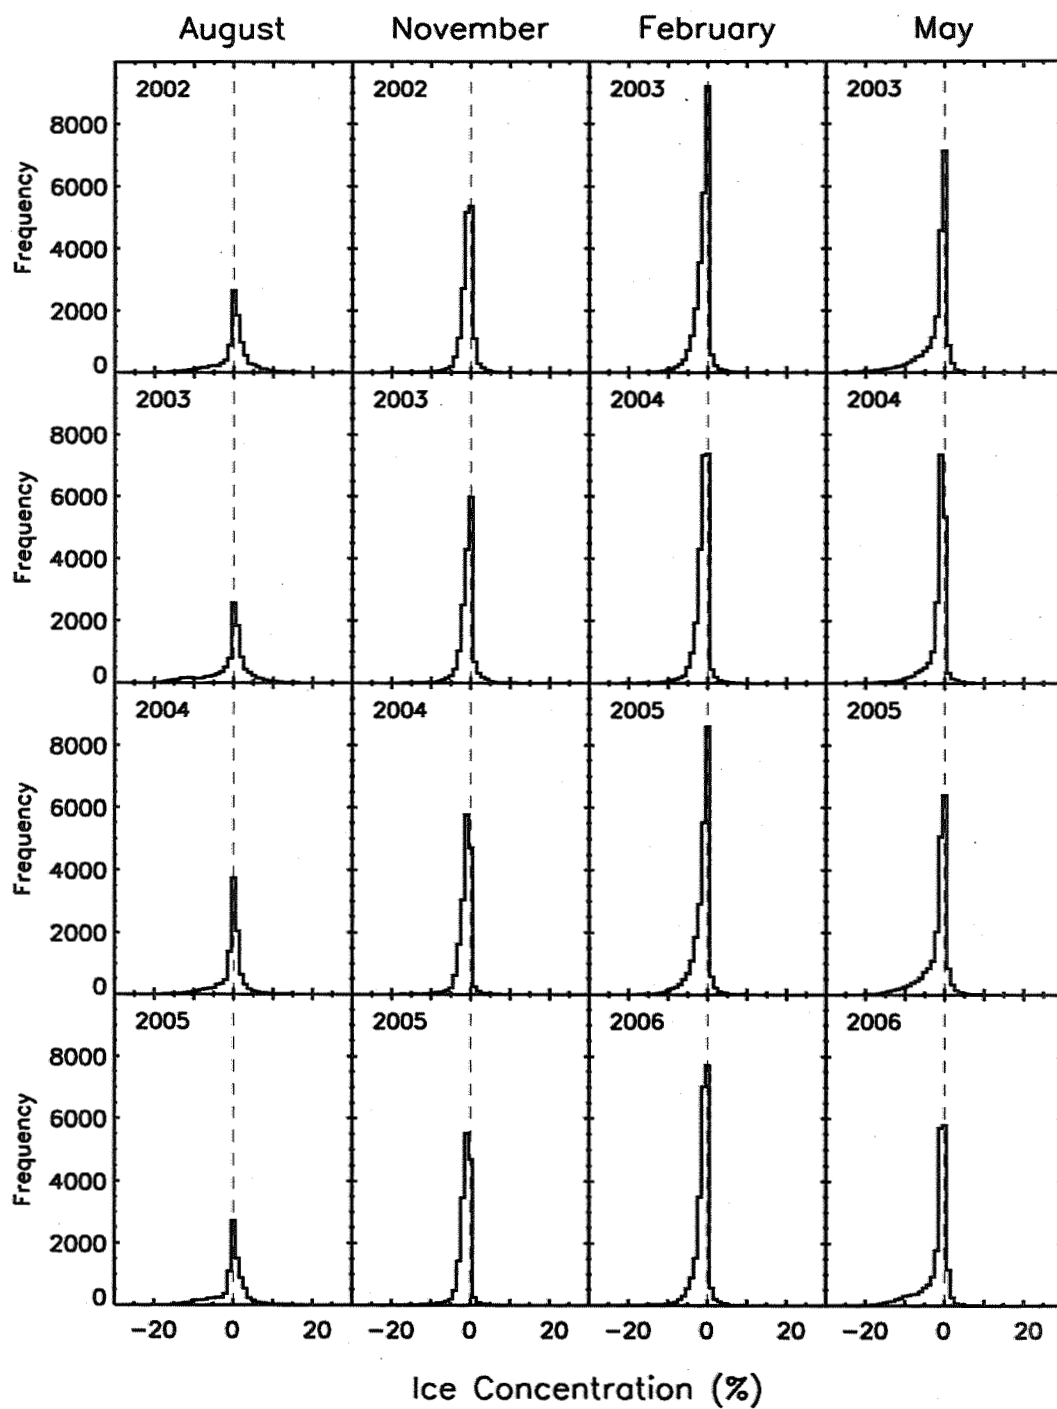 August November February May
2002 2002 2003 2003
8000
6000
4000
2000
0
Frequency
2003 2003 2004 2004
8000
6000
4000
2000
0
Frequency
2004 2004 2005 2005
8000
6000
4000
2000
0
Frequency
2005 2005 2006 2006
8000
6000
4000
2000
0
Frequency
-20 0 20 -20 0 20 -20 0 20 -20 0 20
Ice Concentration (%)